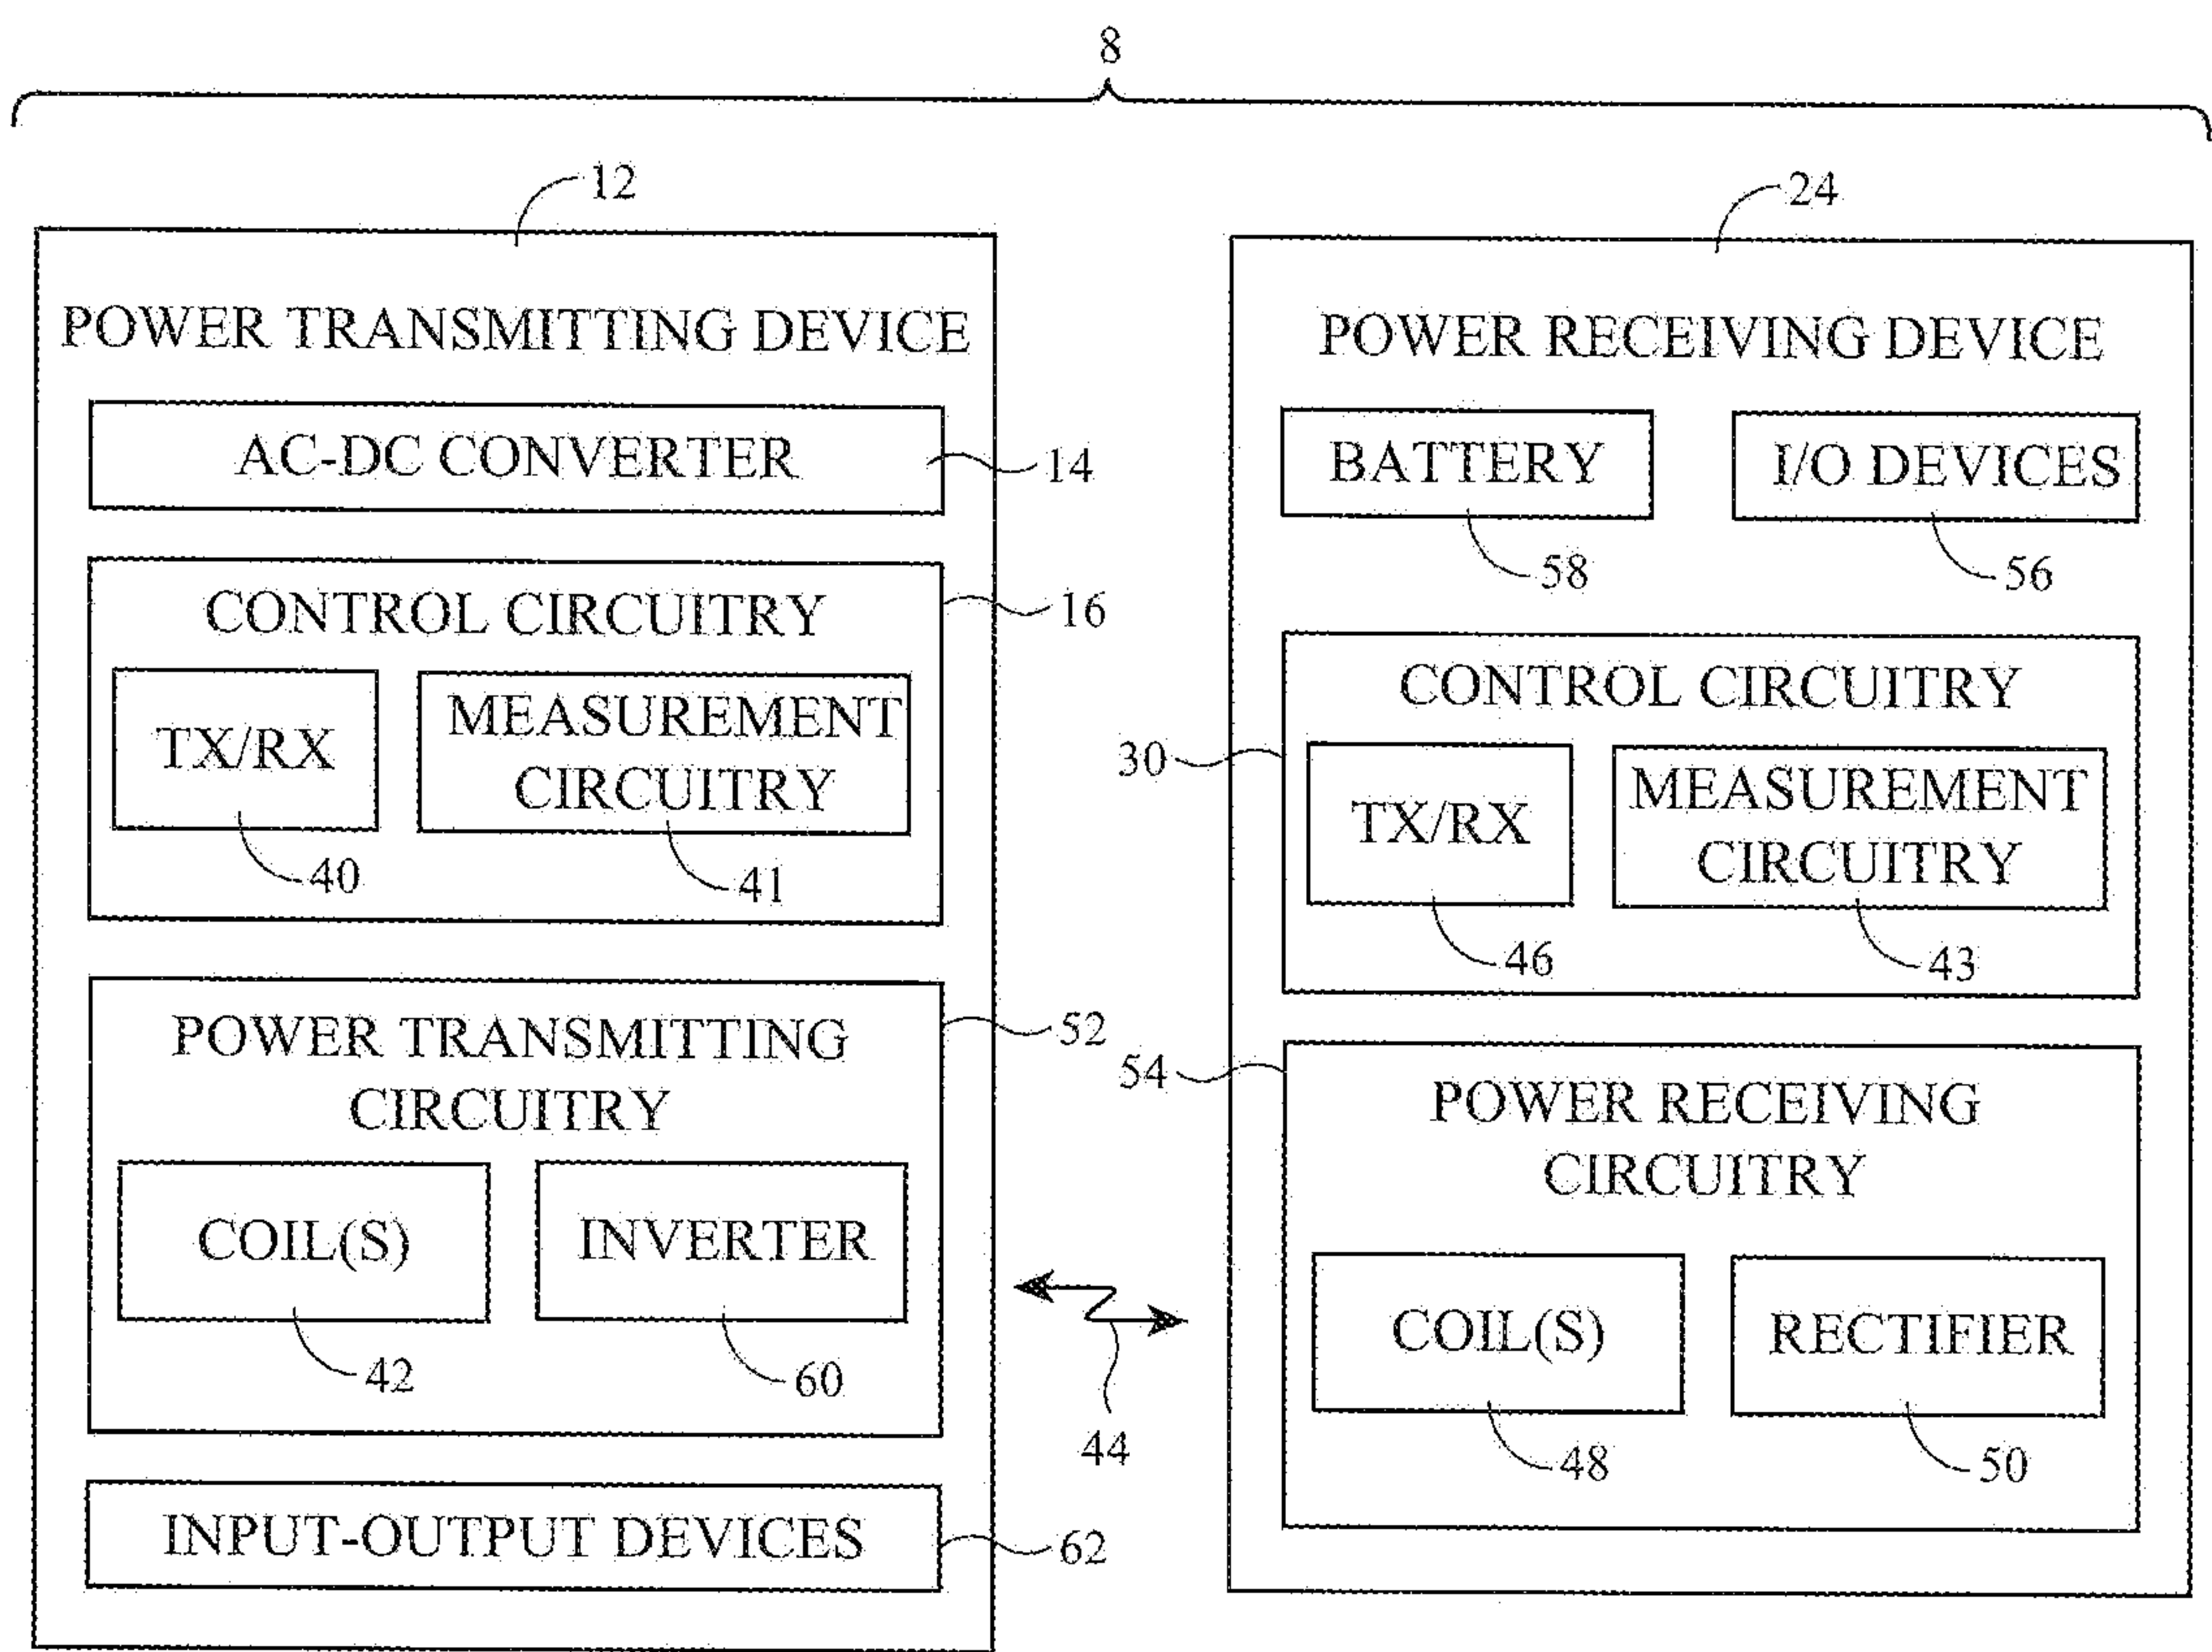 8
12
POWER TRANSMITTING DEVICE
AC-DC CONVERTER
14
CONTROL CIRCUITRY
16
TX/RX
40
MEASUREMENT
CIRCUITRY
41
POWER TRANSMITTING
CIRCUITRY
52
COIL(S)
42
INVERTER
60
INPUT-OUTPUT DEVICES
62
44
24
POWER RECEIVING DEVICE
BATTERY
58
I/O DEVICES
56
CONTROL CIRCUITRY
30
TX/RX
46
MEASUREMENT
CIRCUITRY
43
54
POWER RECEIVING
CIRCUITRY
COIL(S)
48
RECTIFIER
50